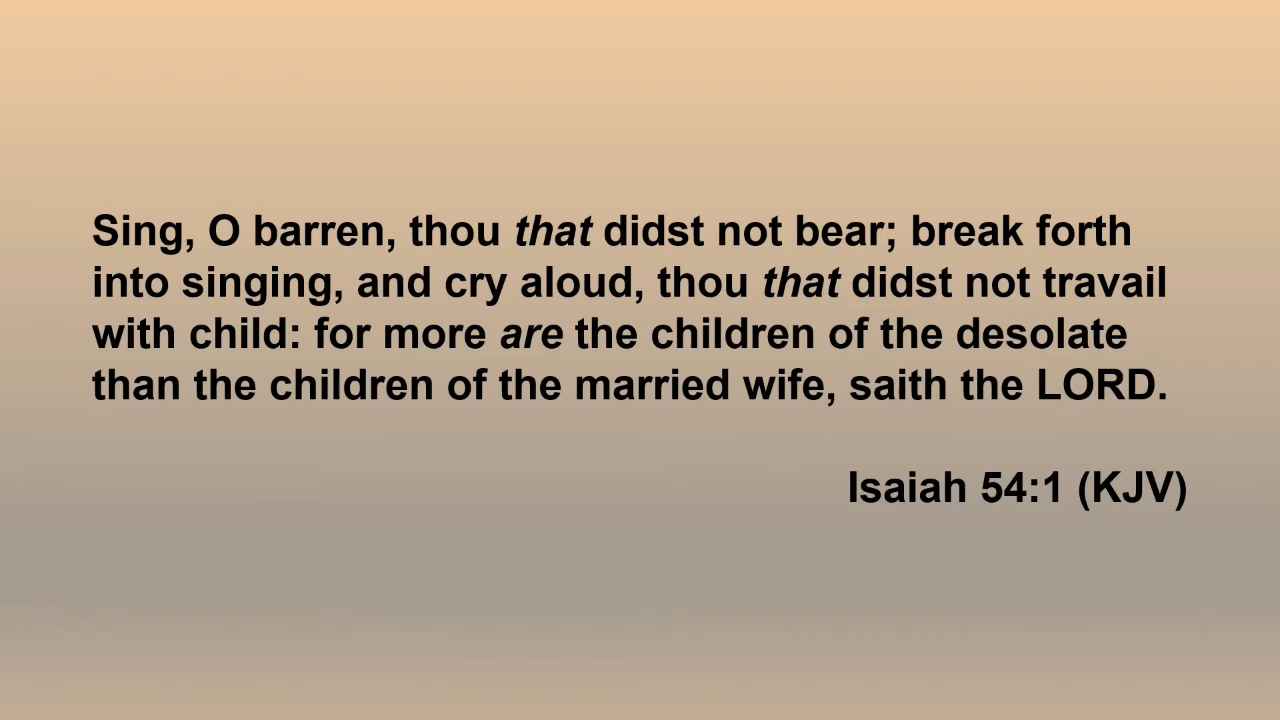 Sing, O barren, thou that didst not bear; break forth
into singing, and cry aloud, thou that didst not travail
with child: for more are the children of the desolate
than the children of the married wife, saith the LORD.
Isaiah 54:1 (KJV)